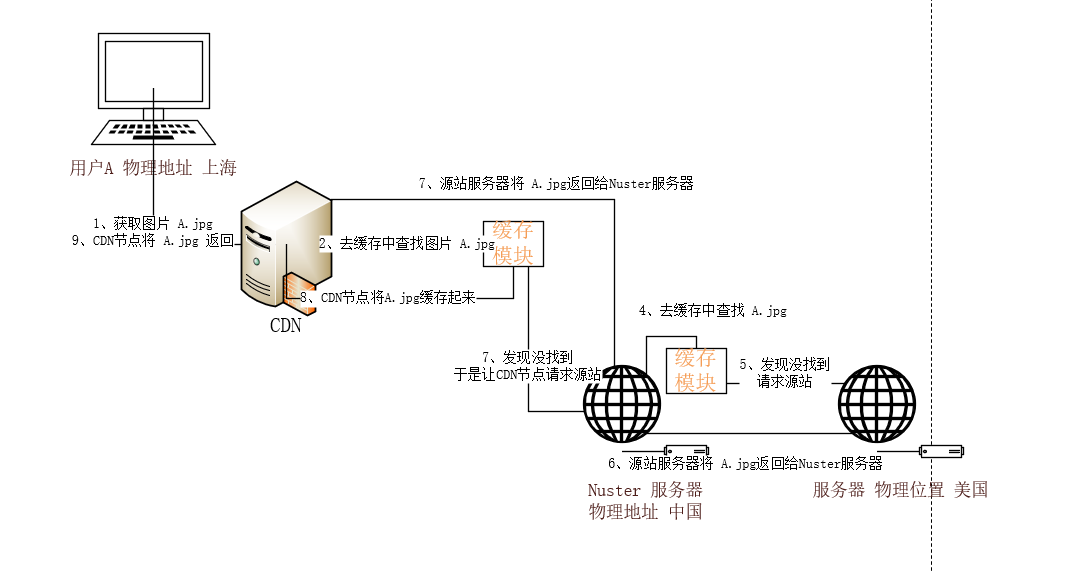 用户A 物理地址 上海
7、源站服务器将 A.jpg返回给Nuster服务器
1、获取图片 A.jpg
9、CDN节点将 A.jpg 返回
2、去缓存中查找图片 A.jpg
缓存
模块
8、CDN节点将A.jpg缓存起来
CDN
4、去缓存中查找 A.jpg
7、发现没找到
于是让CDN节点请求源站
缓存
模块
5、发现没找到
请求源站
6、源站服务器将 A.jpg返回给Nuster服务器
Nuster 服务器
物理地址 中国
服务器 物理位置 美国